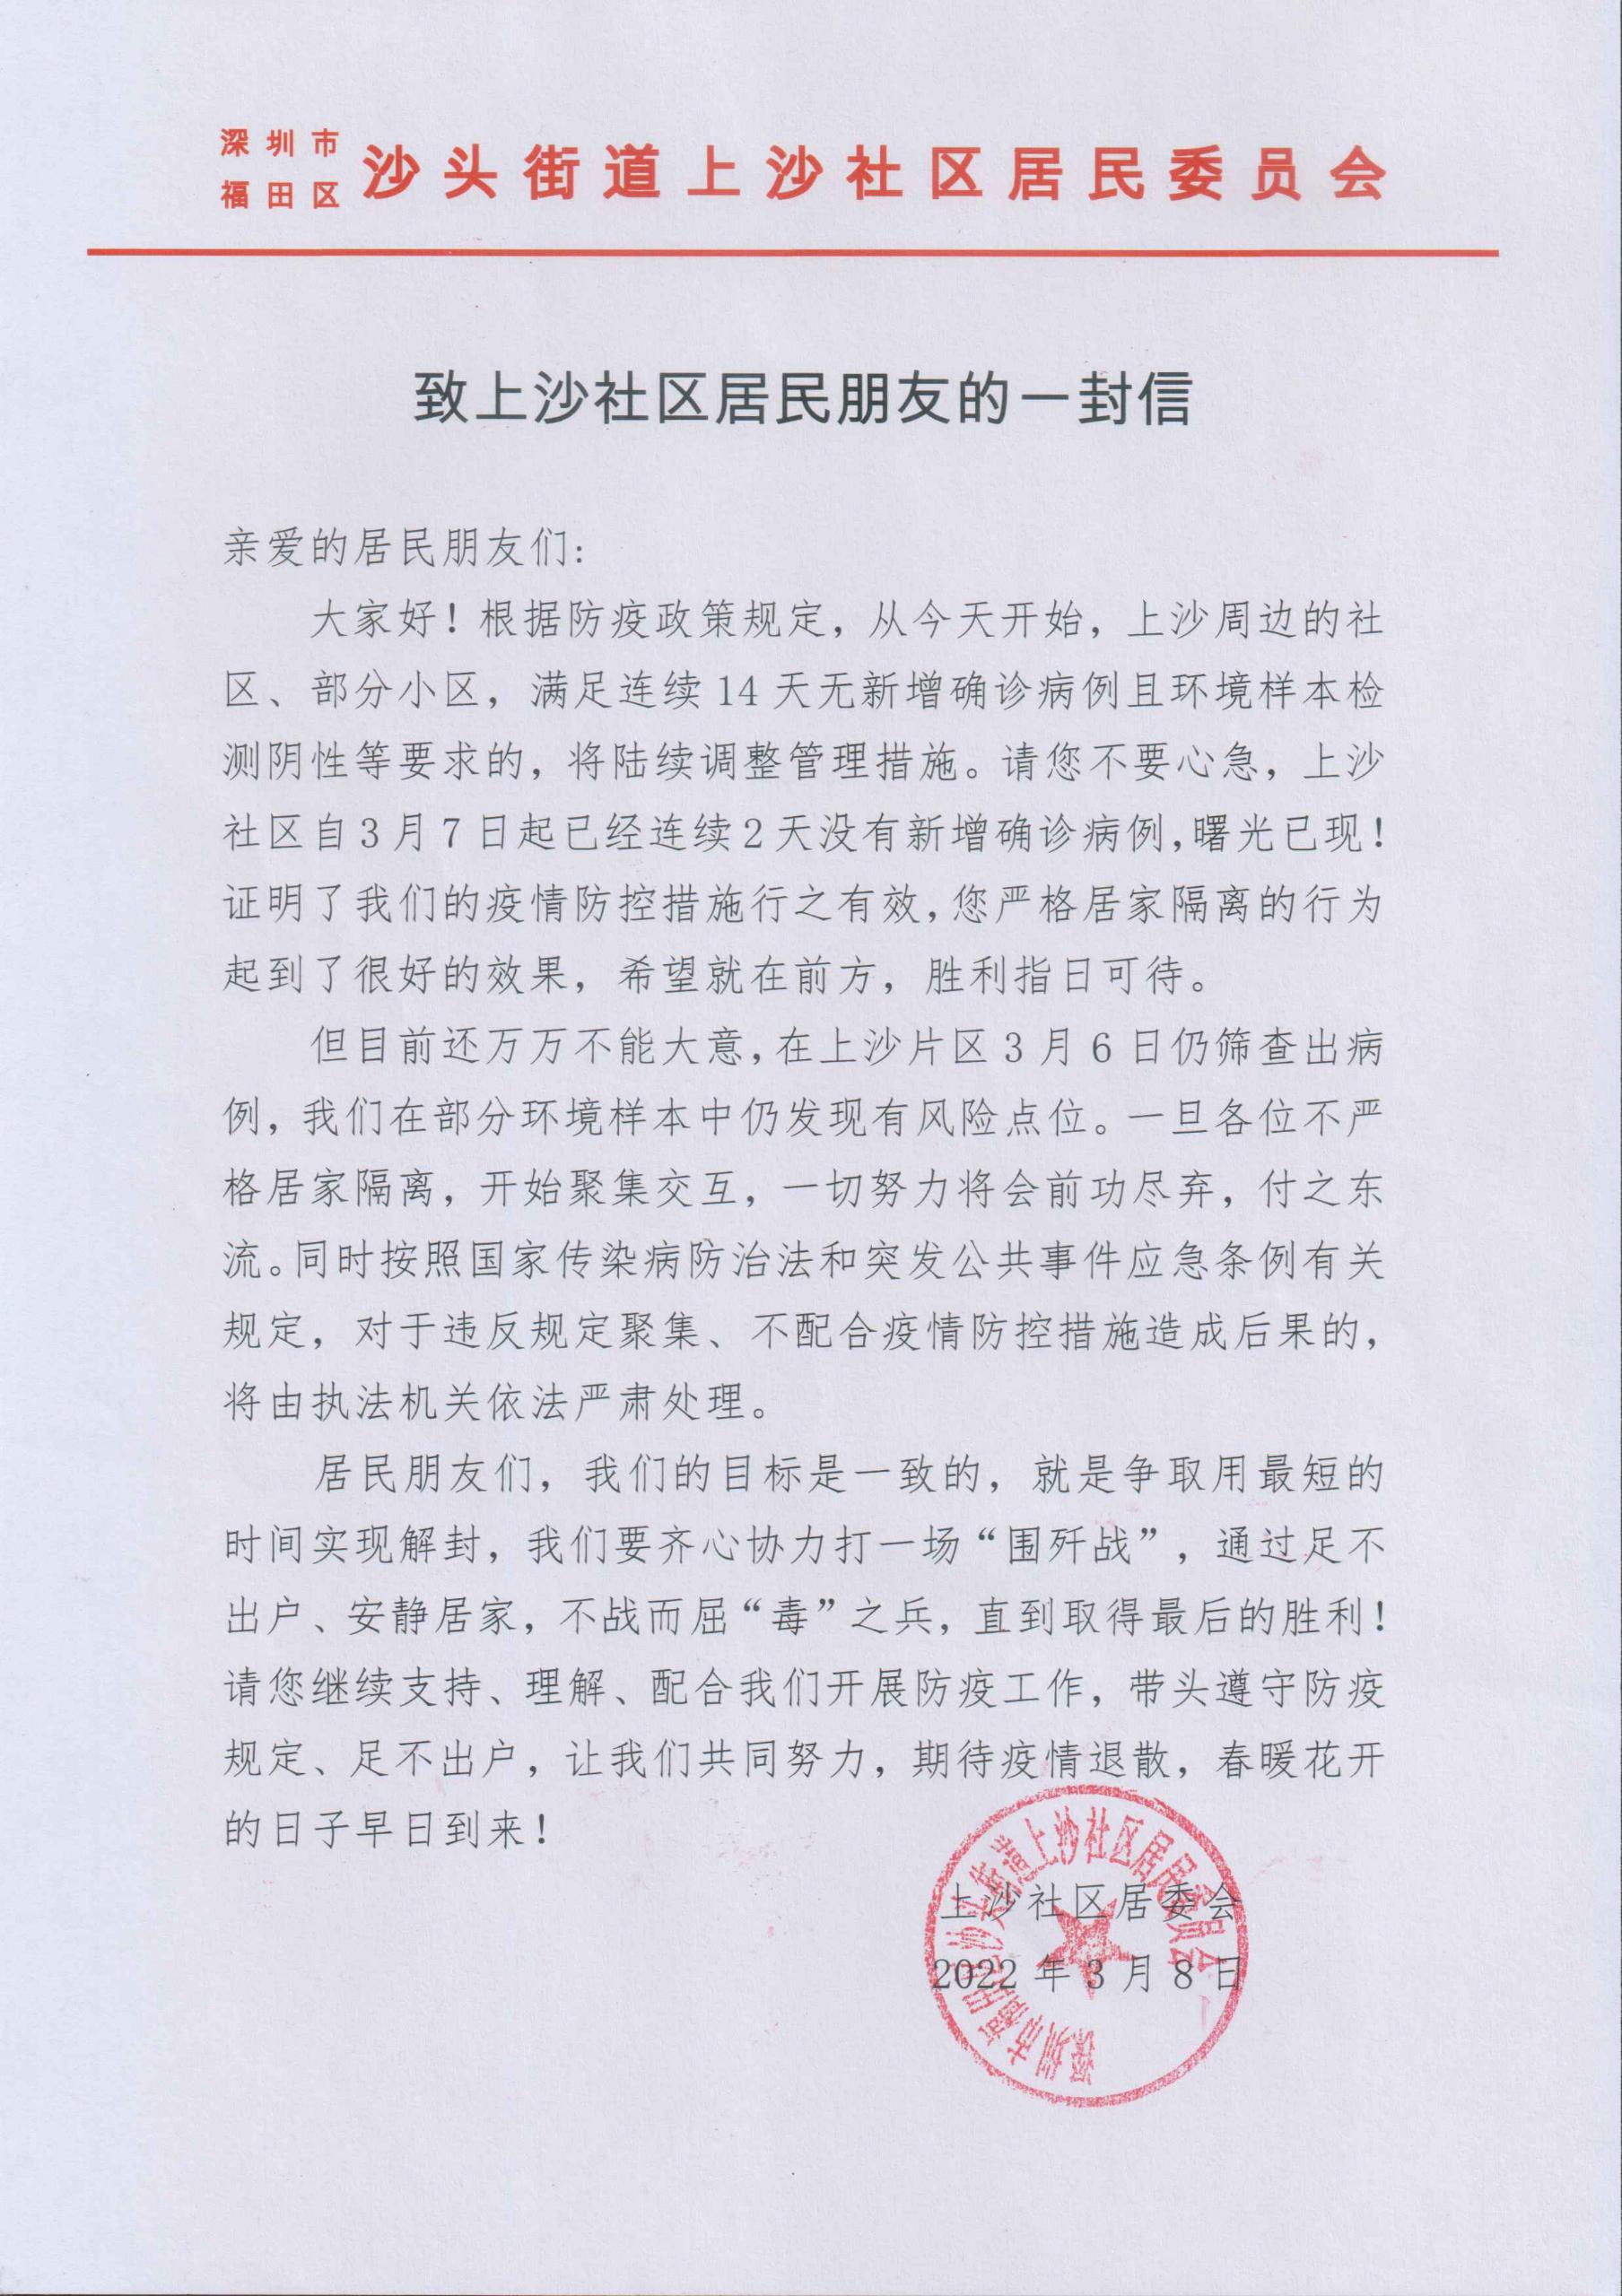 深圳市
福田区
沙头街道上沙社区居民委员会
致上沙社区居民朋友的一封信
亲爱的居民朋友们：
大家好！根据防疫政策规定，从今天开始，上沙周边的社
区、部分小区，满足连续14天无新增确诊病例且环境样本检
测阴性等要求的，将陆续调整管理措施。请您不要心急，上沙
社区自3月7日起已经连续2天没有新增确诊病例，曙光已现！
证明了我们的疫情防控措施行之有效，您严格居家隔离的行为
起到了很好的效果，希望就在前方，胜利指日可待。
但目前还万万不能大意，在上沙片区3月6日仍筛查出病
例，我们在部分环境样本中仍发现有风险点位。一旦各位不严
格居家隔离，开始聚集交互，一切努力将会前功尽弃，付之东
流。同时按照国家传染病防治法和突发公共事件应急条例有关
规定，对于违反规定聚集、不配合疫情防控措施造成后果的，
将由执法机关依法严肃处理。
居民朋友们，我们的目标是一致的，就是争取用最短的
时间实现解封，我们要齐心协力打一场“围歼战”，通过足不
出户、安静居家，不战而屈“毒”之兵，直到取得最后的胜利！
请您继续支持、理解、配合我们开展防疫工作，带头遵守防疫
规定、足不出户，让我们共同努力，期待疫情退散，春暖花开
的日子早日到来！
上沙社区居委会
2022年3月8日
深圳市福田区沙头街道上沙社区居民委员会